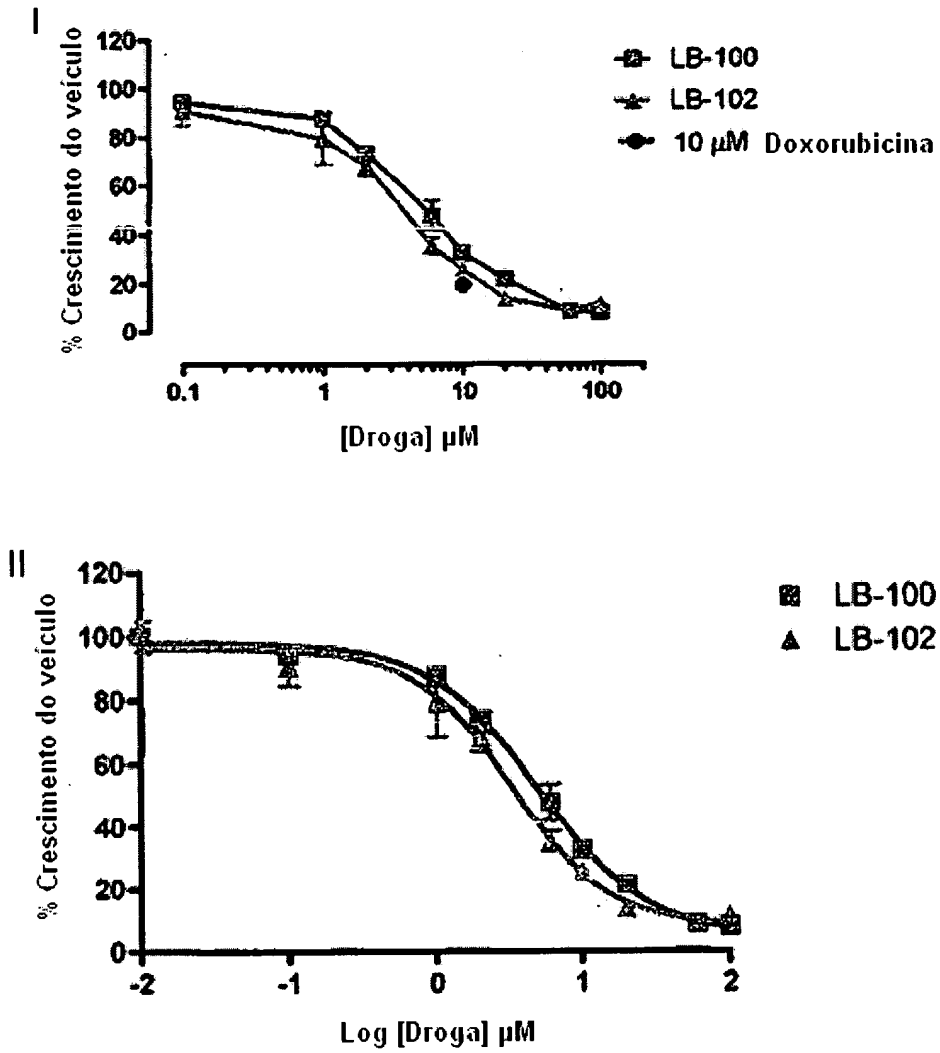 I
120
100
80
60
40
20
0
% Crescimento do veículo
LB-100
LB-102
10 µM Doxorubicina
0.1 1 10 100
[Droga] µM
II
120
100
80
60
40
20
0
% Crescimento do veículo
LB-100
LB-102
-2 -1 0 1 2
Log [Droga] µM